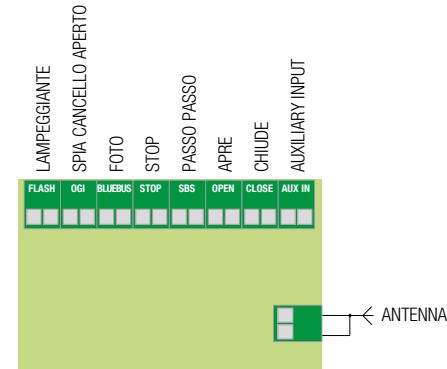 LAMPEGGIANTE
SPIA CANCELLO APERTO
FOTO
STOP
PASSO PASSO
APRE
CHIUDE
AUXILIARY INPUT
FLASH
OGI
BLUEBUS
STOP
SBS
OPEN
CLOSE
AUX IN
ANTENNA